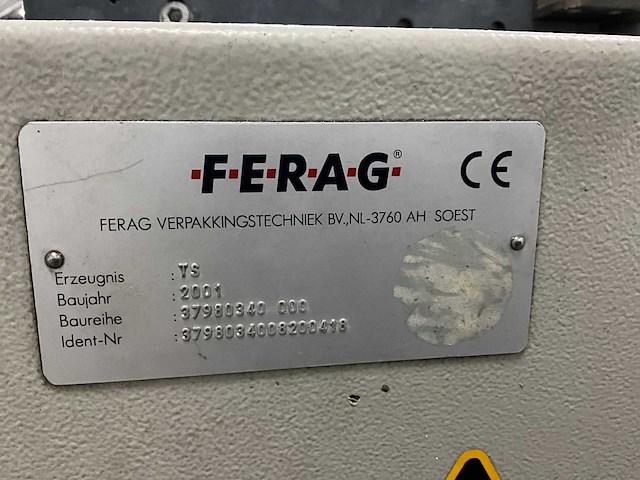 F·E·R·A·G®
CE
FERAG VERPAKKINGSTECHNIEK BV.,NL-3760 AH SOEST
Erzeugnis :TS
Baujahr :2001
Baureihe :37980340 000
Ident-Nr :3798034008200418